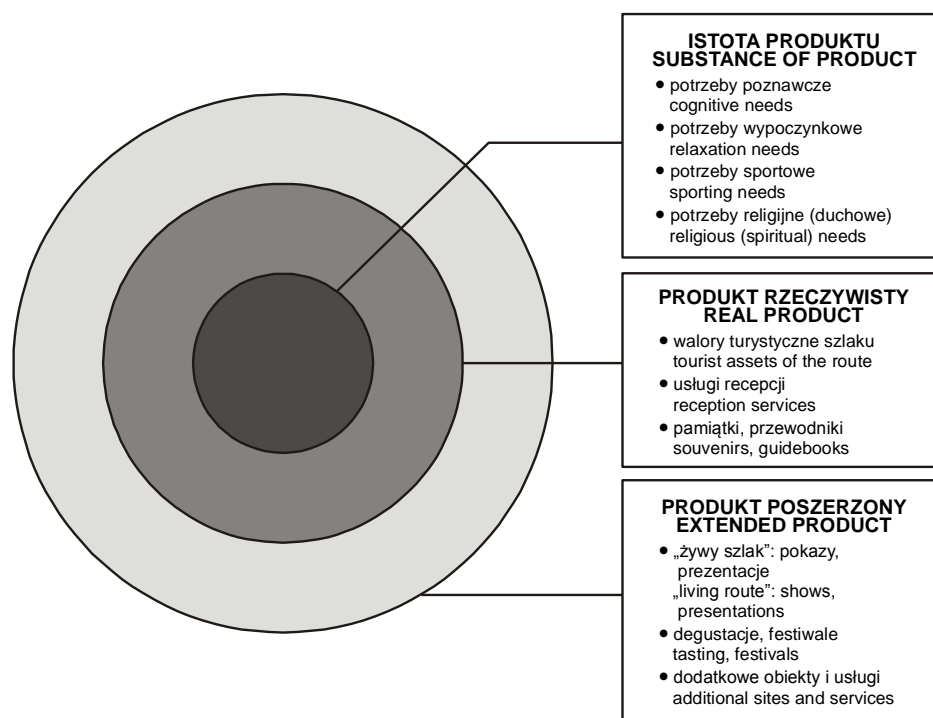 ISTOTA PRODUKTU
SUBSTANCE OF PRODUCT
• potrzeby poznawcze
cognitive needs
• potrzeby wypoczynkowe
relaxation needs
• potrzeby sportowe
sporting needs
• potrzeby religijne (duchowe)
religious (spiritual) needs
PRODUKT RZECZYWISTY
REAL PRODUCT
• walory turystyczne szlaku
tourist assets of the route
• usługi recepcji
reception services
• pamiątki, przewodniki
souvenirs, guidebooks
PRODUKT POSZERZONY
EXTENDED PRODUCT
• „żywy szlak”: pokazy,
prezentacje
„living route”: shows,
presentations
• degustacje, festiwale
tasting, festivals
• dodatkowe obiekty i usługi
additional sites and services